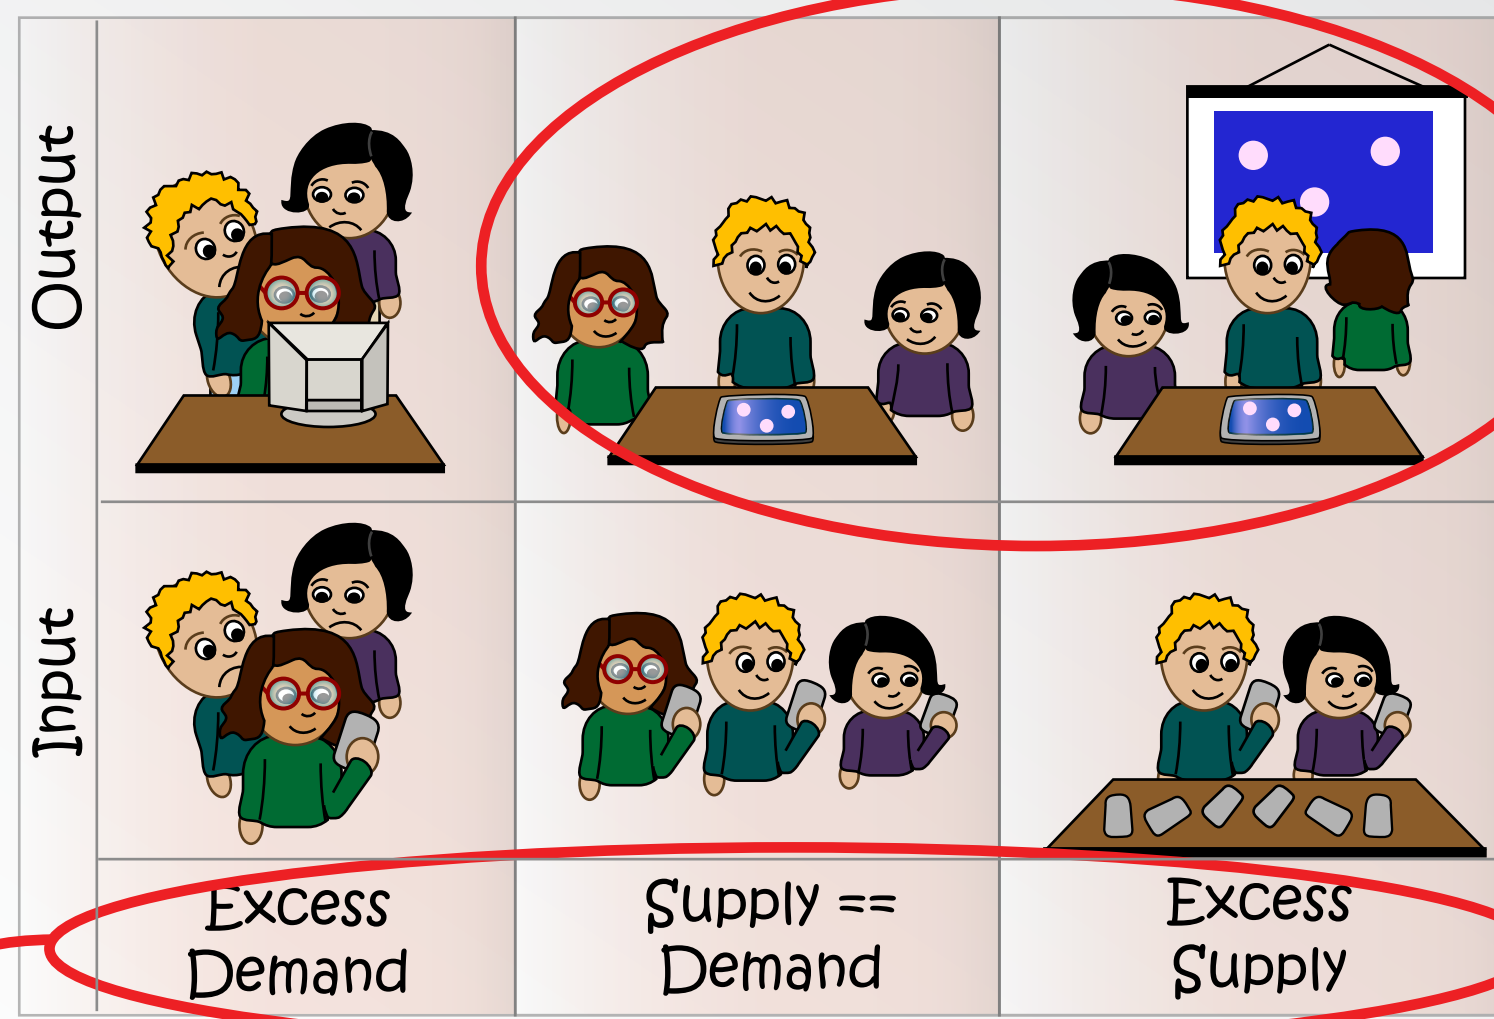 Output
Input
Excess
Demand
Supply ==
Demand
Excess
Supply